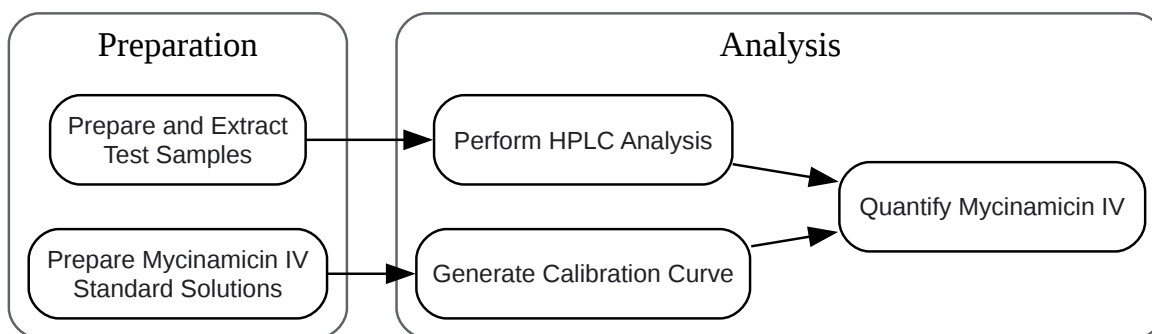 Preparation
Analysis
Prepare and Extract
Test Samples
Perform HPLC Analysis
Quantify Mycinamicin IV
Prepare Mycinamicin IV
Standard Solutions
Generate Calibration Curve